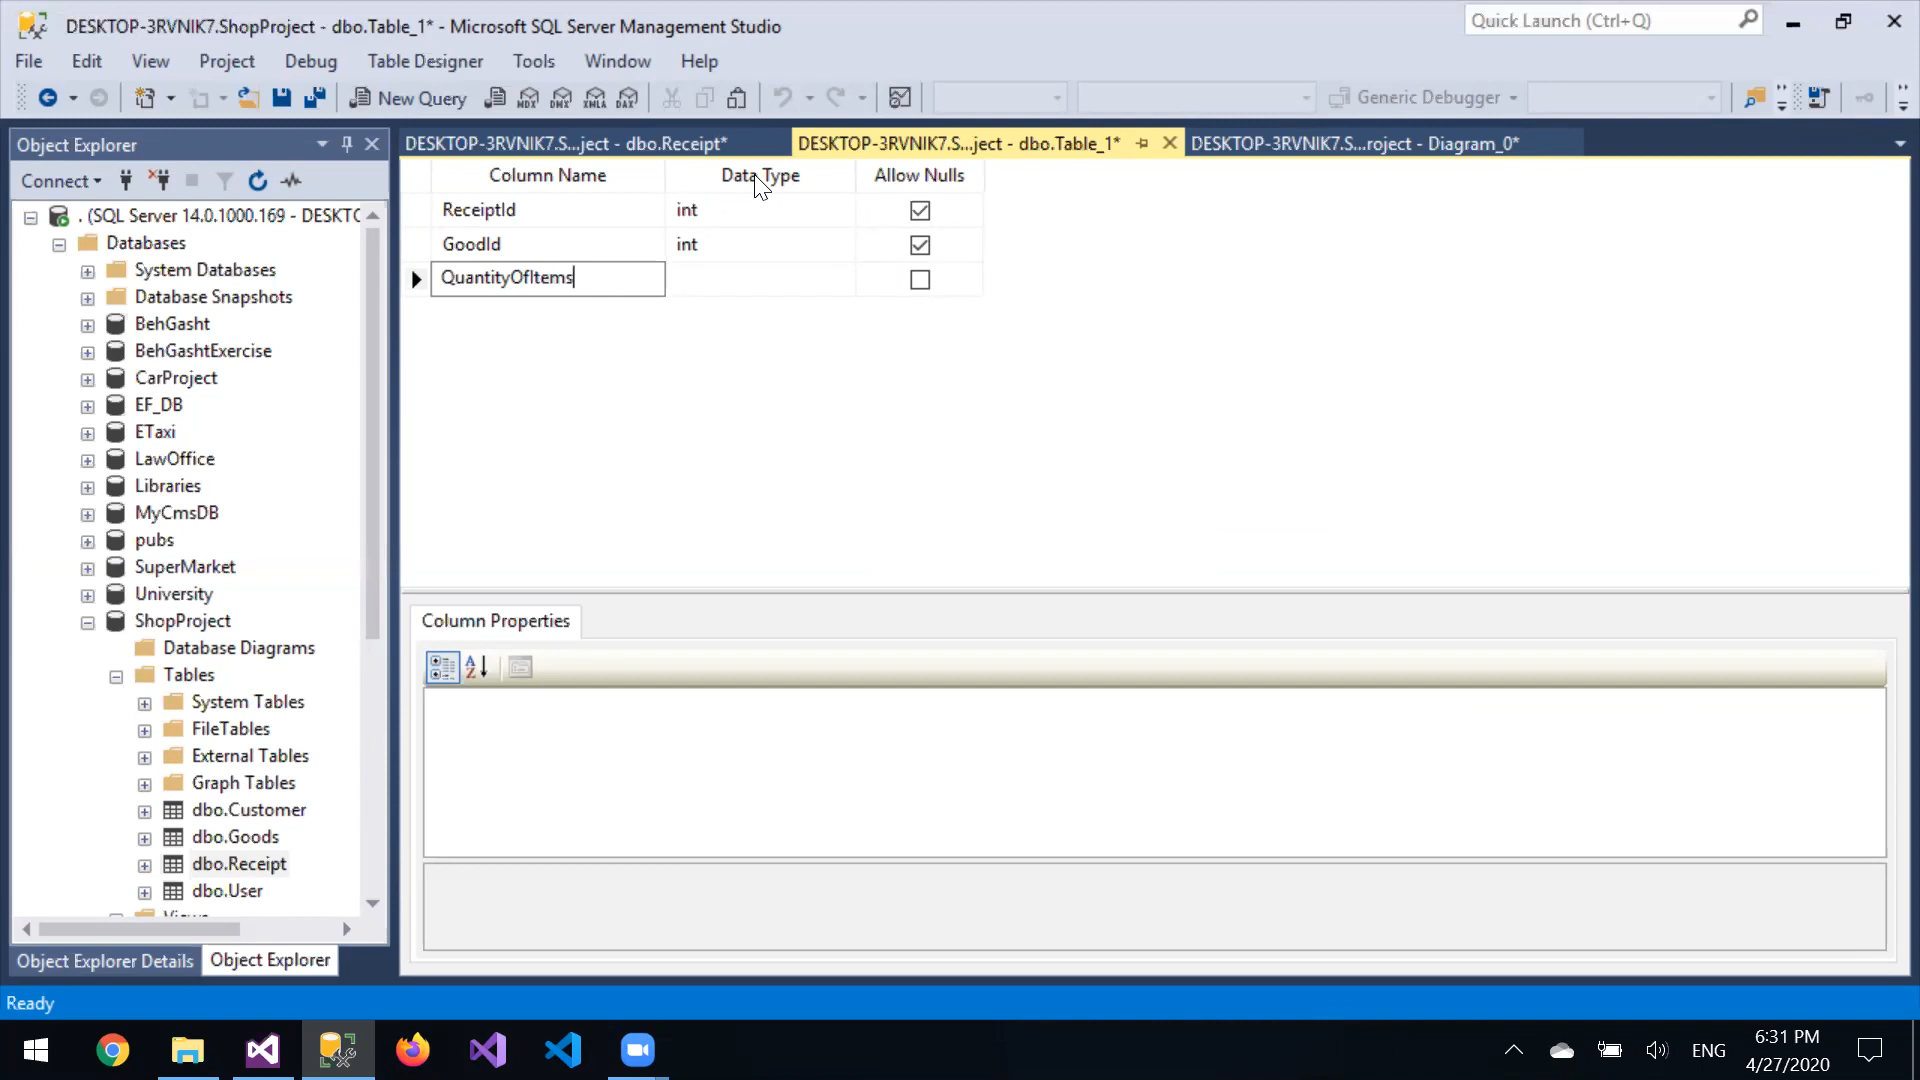 DESKTOP-3RVNIK7.ShopProject - dbo.Table_1* - Microsoft SQL Server Management Studio
Quick Launch (Ctrl+Q)
File Edit View Project Debug Table Designer Tools Window Help
New Query MDX DMX XMLA DAX Generic Debugger
Object Explorer
DESKTOP-3RVNIK7.S...ject - dbo.Receipt* DESKTOP-3RVNIK7.S...ject - dbo.Table_1* DESKTOP-3RVNIK7.S...roject - Diagram_0*
Connect
Column Name Data Type Allow Nulls
ReceiptId int
GoodId int
QuantityOfItems
. (SQL Server 14.0.1000.169 - DESKTO
Databases
System Databases
Database Snapshots
BehGasht
BehGashtExercise
CarProject
EF_DB
ETaxi
LawOffice
Libraries
MyCmsDB
pubs
SuperMarket
University
ShopProject
Database Diagrams
Tables
System Tables
FileTables
External Tables
Graph Tables
dbo.Customer
dbo.Goods
dbo.Receipt
dbo.User
Column Properties
A
Z
Object Explorer Details Object Explorer
Ready
ENG
6:31 PM
4/27/2020